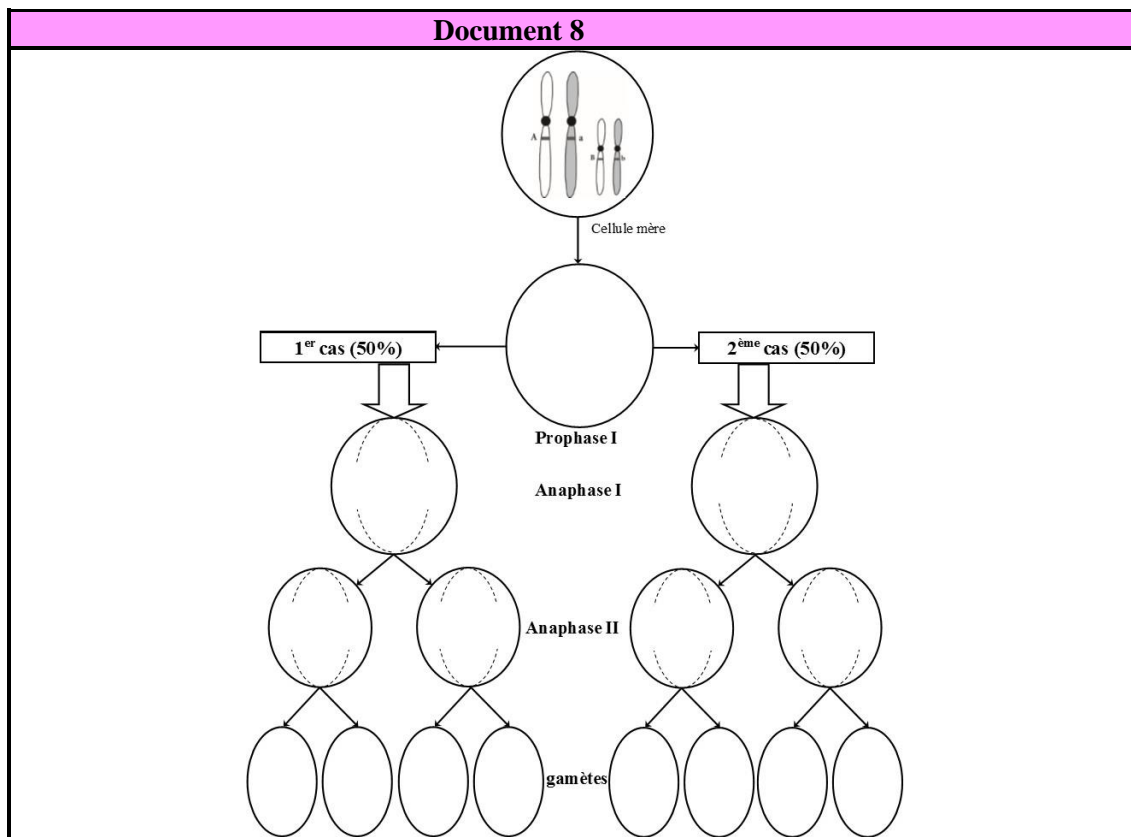 Document 8
A a
B b
Cellule mère
1er cas (50%)
2ème cas (50%)
Prophase I
Anaphase I
Anaphase II
gamètes